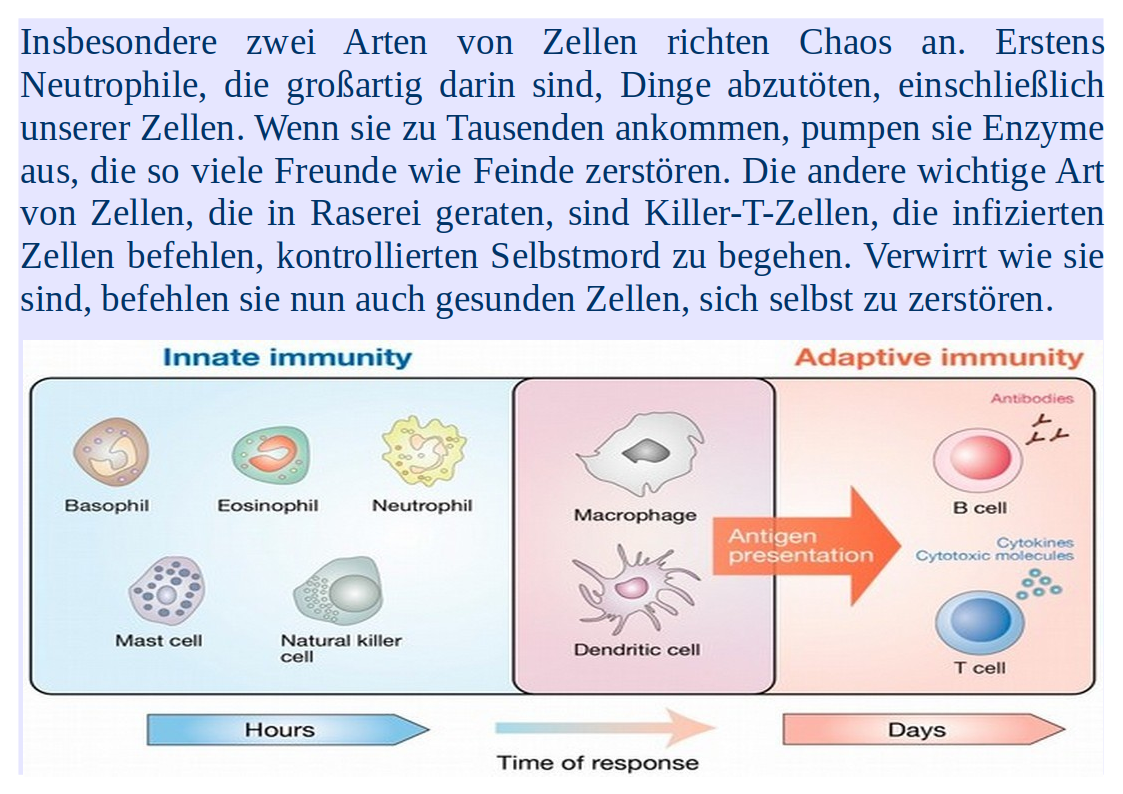 Insbesondere zwei Arten von Zellen richten Chaos an. Erstens
Neutrophile, die großartig darin sind, Dinge abzutöten, einschließlich
unserer Zellen. Wenn sie zu Tausenden ankommen, pumpen sie Enzyme
aus, die so viele Freunde wie Feinde zerstören. Die andere wichtige Art
von Zellen, die in Raserei geraten, sind Killer-T-Zellen, die infizierten
Zellen befehlen, kontrollierten Selbstmord zu begehen. Verwirrt wie sie
sind, befehlen sie nun auch gesunden Zellen, sich selbst zu zerstören.
Innate immunity
Adaptive immunity
Basophil
Eosinophil
Neutrophil
Mast cell
Natural killer
cell
Macrophage
Dendritic cell
Antigen
presentation
Antibodies
B cell
Cytokines
Cytotoxic molecules
T cell
Hours
Time of response
Days